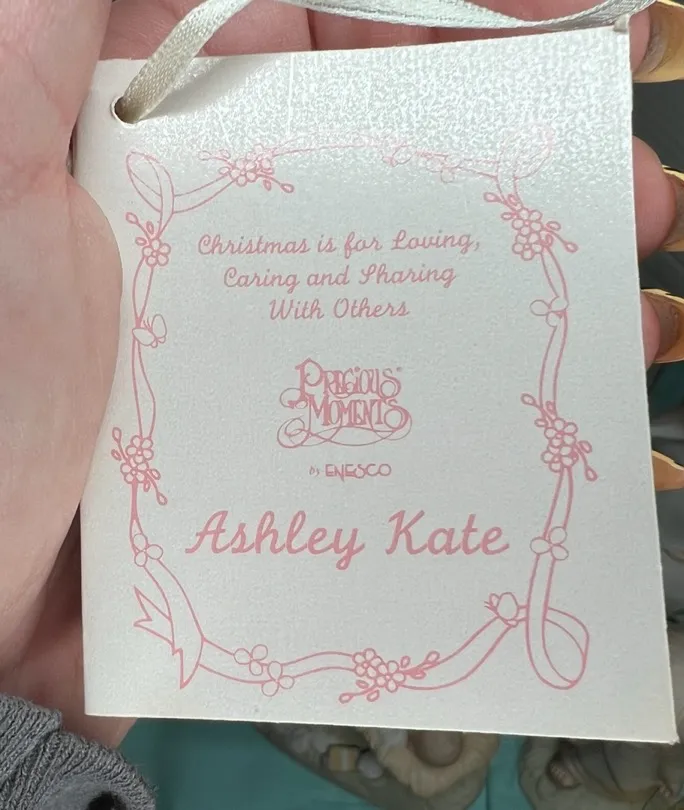 Christmas is for Loving,
Caring and Sharing
With Others
PRECIOUS
MOMENTS
by ENESCO
Ashley Kate